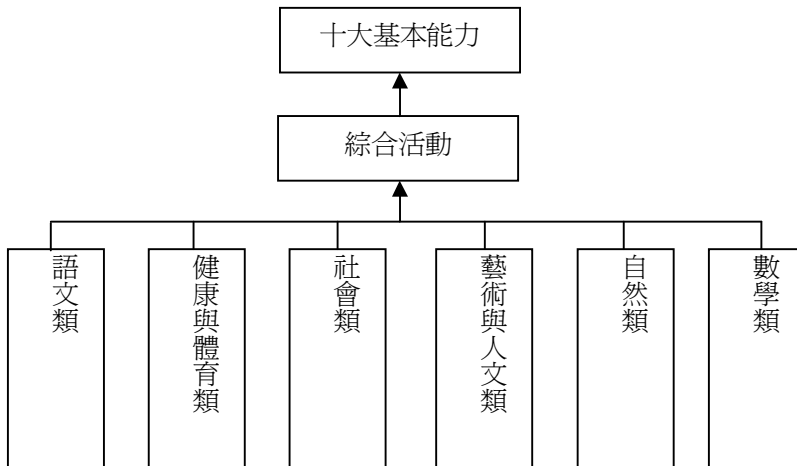 十大基本能力
綜合活動
語文類
健康與體育類
社會類
藝術與人文類
自然類
數學類